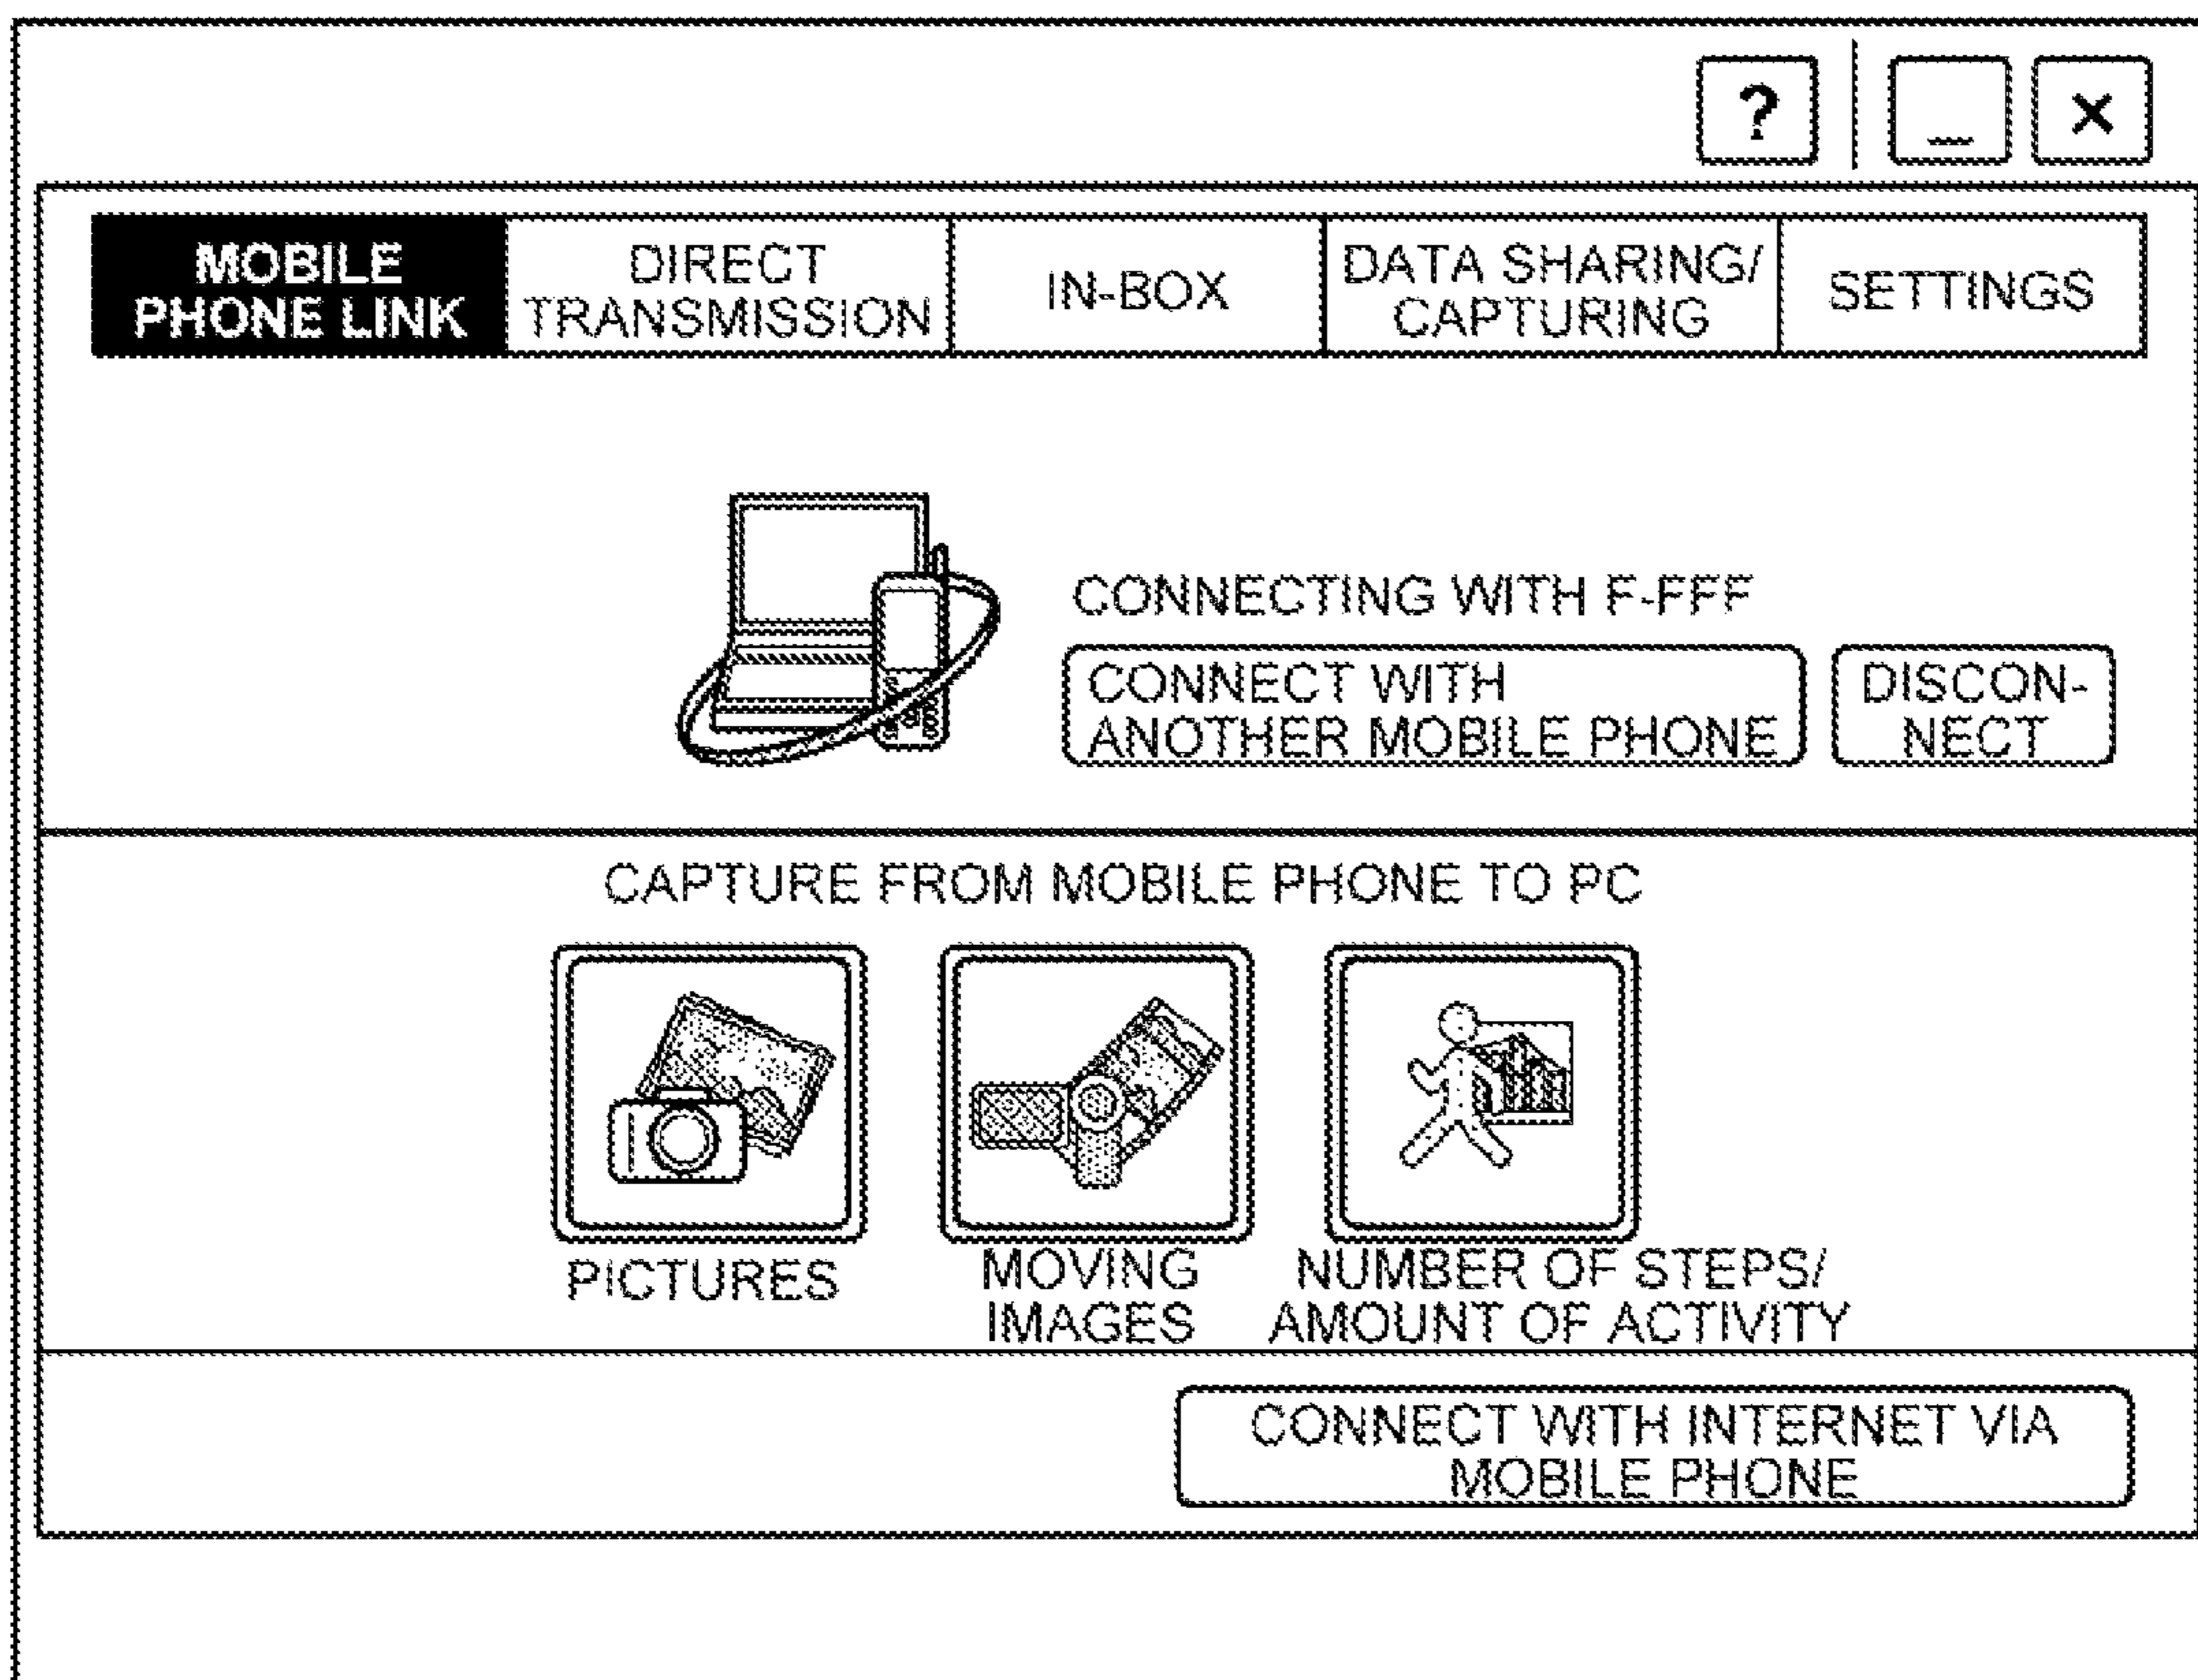 ?
_
×
MOBILE
PHONE LINK
DIRECT
TRANSMISSION
IN-BOX
DATA SHARING/
CAPTURING
SETTINGS
CONNECTING WITH F-FFF
CONNECT WITH
ANOTHER MOBILE PHONE
DISCON-
NECT
CAPTURE FROM MOBILE PHONE TO PC
PICTURES
MOVING
IMAGES
NUMBER OF STEPS/
AMOUNT OF ACTIVITY
CONNECT WITH INTERNET VIA
MOBILE PHONE